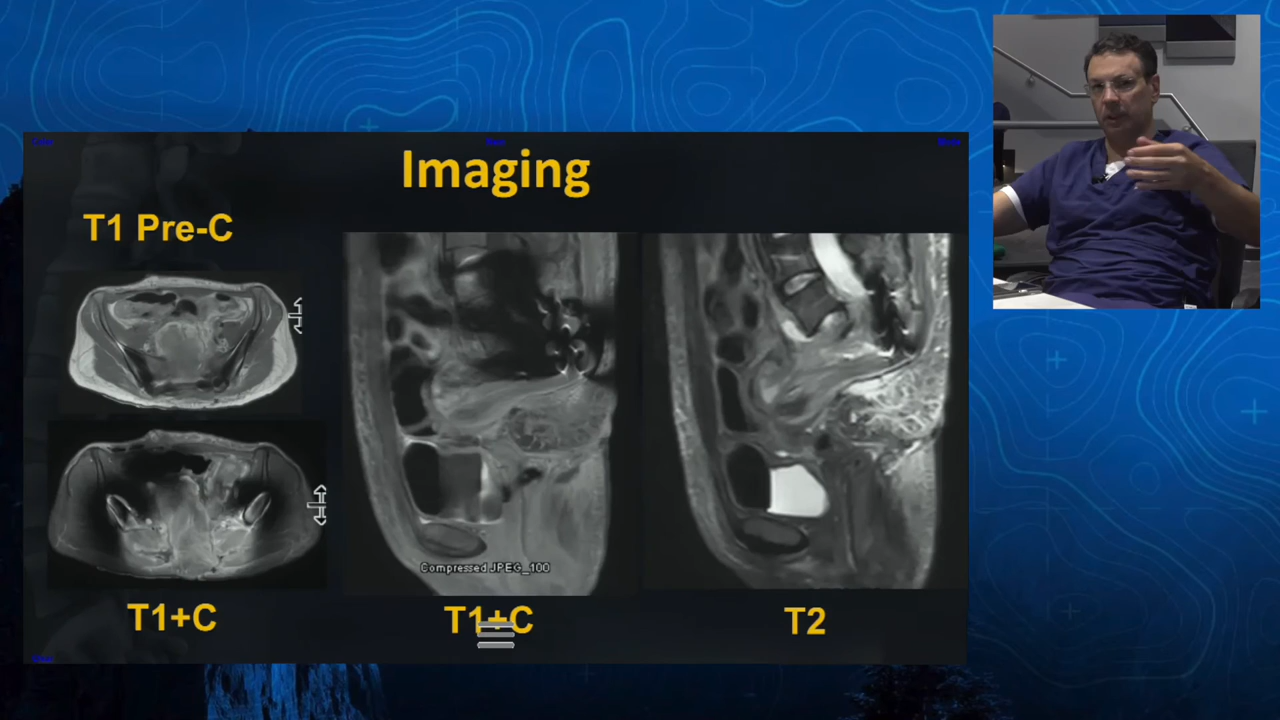 Imaging
T1 Pre-C
Compressed JPEG_100
T1+C
T1+C
T2